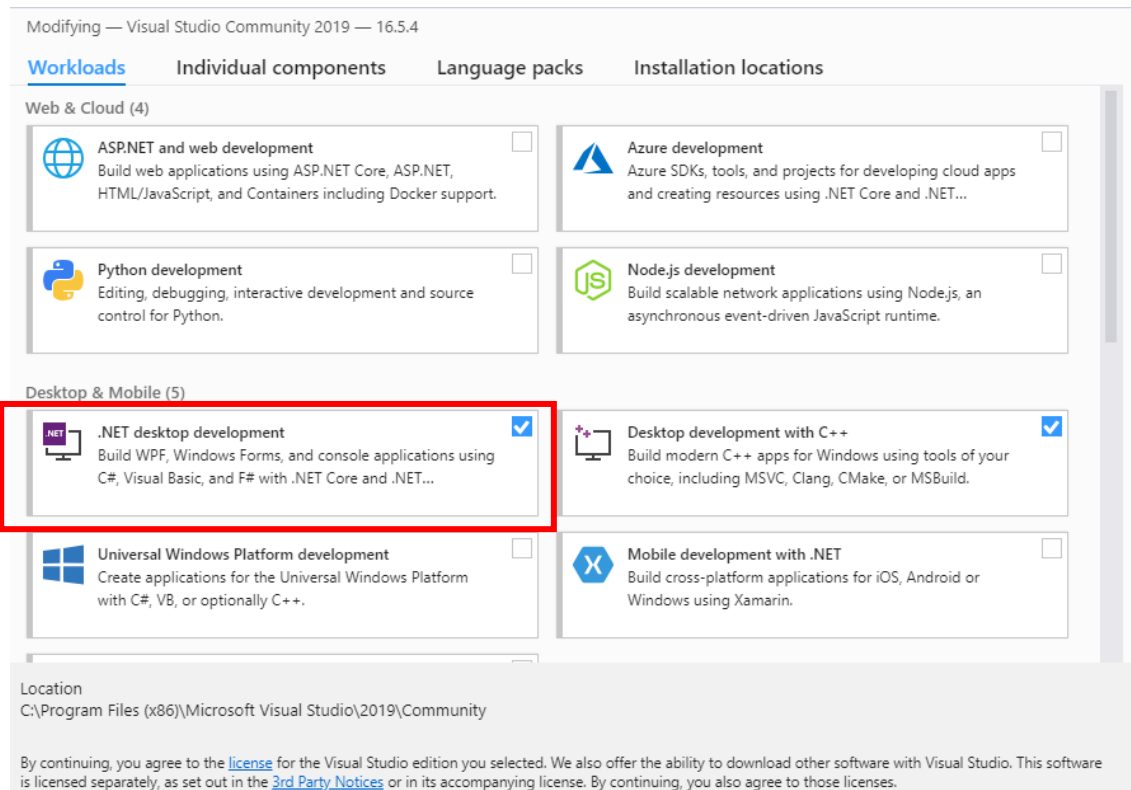 Modifying — Visual Studio Community 2019 — 16.5.4
Workloads Individual components Language packs Installation locations
Web & Cloud (4)
ASP.NET and web development
Build web applications using ASP.NET Core, ASP.NET,
HTML/JavaScript, and Containers including Docker support.
Azure development
Azure SDKs, tools, and projects for developing cloud apps
and creating resources using .NET Core and .NET...
Python development
Editing, debugging, interactive development and source
control for Python.
JS
Node.js development
Build scalable network applications using Node.js, an
asynchronous event-driven JavaScript runtime.
Desktop & Mobile (5)
.NET
.NET desktop development
Build WPF, Windows Forms, and console applications using
C#, Visual Basic, and F# with .NET Core and .NET...
Desktop development with C++
Build modern C++ apps for Windows using tools of your
choice, including MSVC, Clang, CMake, or MSBuild.
Universal Windows Platform development
Create applications for the Universal Windows Platform
with C#, VB, or optionally C++.
Mobile development with .NET
Build cross-platform applications for iOS, Android or
Windows using Xamarin.
Location
C:\Program Files (x86)\Microsoft Visual Studio\2019\Community
By continuing, you agree to the license for the Visual Studio edition you selected. We also offer the ability to download other software with Visual Studio. This software
is licensed separately, as set out in the 3rd Party Notices or in its accompanying license. By continuing, you also agree to those licenses.